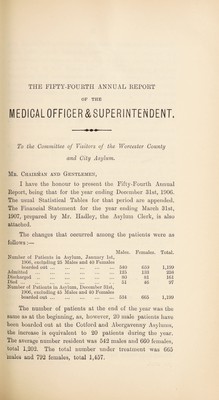 THE FIFTY-FOURTH ANNUAL REPORT
OF THE
MEDICAL OFFICER & SUPERINTENDENT.
To the Committee of Visitors of the Worcester County
and City Asylum.
MR. CHAIRMAN AND GENTLEMEN,
I have the honour to present the Fifty-Fourth Annual
Report, being that for the year ending December 31st, 1906.
The usual Statistical Tables for that period are appended.
The Financial Statement for the year ending March 31st,
1907, prepared by Mr. Hadley, the Asylum Clerk, is also
attached.
The changes that occurred among the patients were as
follows:—
Males. Females. Total.
Number of Patients in Asylum, January 1st,
1906, excluding 25 Males and 40 Females
boarded out ... 540 659 1,199
Admitted ... 125 133 258
Discharged ... 80 81 161
Died ... 51 46 97
Number of Patients in Asylum, December 31st,
1906, excluding 45 Males and 40 Females
boarded out ... 534 665 1,199
The number of patients at the end of the year was the
same as at the beginning, as, however, 20 male patients have
been boarded out at the Cotford and Abergavenny Asylums,
the increase is equivalent to 20 patients during the year.
The average number resident was 542 males and 660 females,
total 1,202. The total number under treatment was 665
males and 792 females, total 1,457.